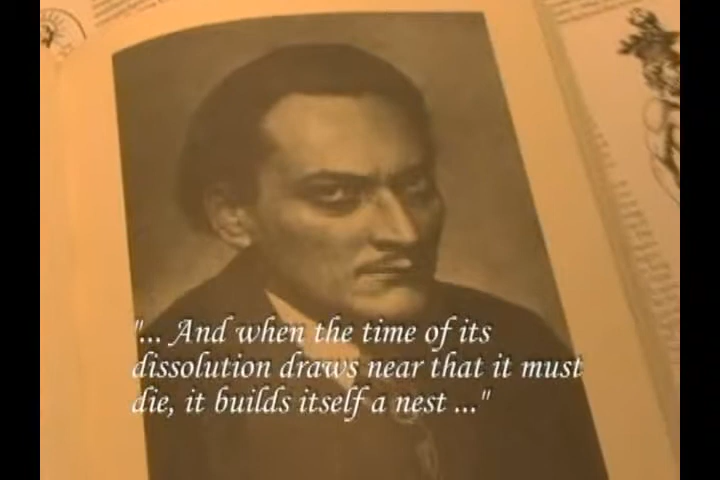 "... And when the time of its
dissolution draws near that it must
die, it builds itself a nest ..."